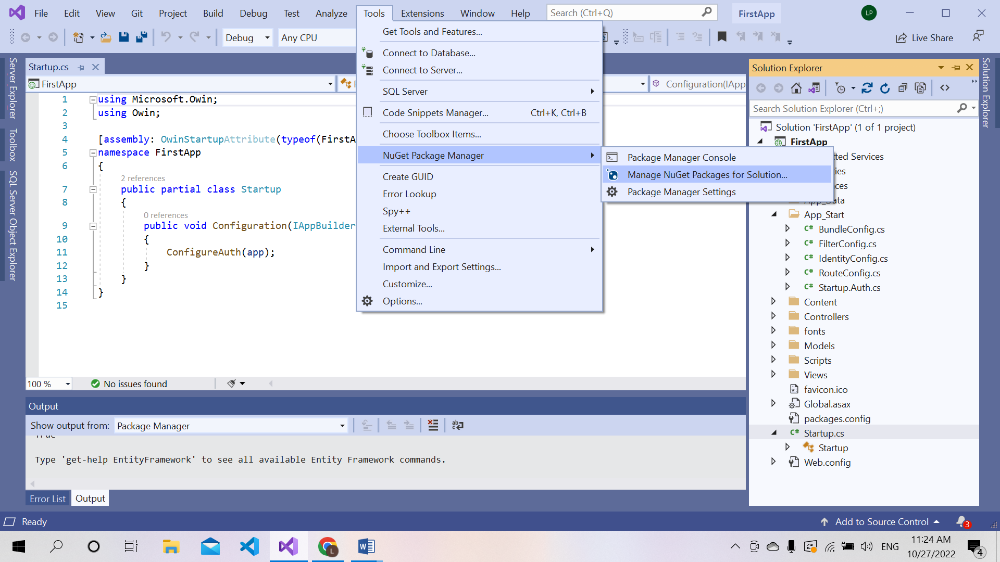 File Edit View Git Project Build Debug Test Analyze Tools Extensions Window Help Search (Ctrl+Q) FirstApp LP
Debug Any CPU Live Share
Get Tools and Features...
Connect to Database...
Connect to Server...
SQL Server
Code Snippets Manager... Ctrl+K, Ctrl+B
Choose Toolbox Items...
NuGet Package Manager
Create GUID
Error Lookup
Spy++
External Tools...
Command Line
Import and Export Settings...
Customize...
Options...
Package Manager Console
Manage NuGet Packages for Solution...
Package Manager Settings
Server Explorer
Toolbox
SQL Server Object Explorer
Startup.cs
FirstApp
Configuration(IApp
1 using Microsoft.Owin;
2 using Owin;
3
4 [assembly: OwinStartupAttribute(typeof(FirstA
5 namespace FirstApp
6 {
2 references
7 public partial class Startup
8 {
0 references
9 public void Configuration(IAppBuilder
10 {
11 ConfigureAuth(app);
12 }
13 }
14 }
15
100 % No issues found
Output
Show output from: Package Manager
True
Type 'get-help EntityFramework' to see all available Entity Framework commands.
Error List Output
Solution Explorer
Search Solution Explorer (Ctrl+;)
Solution 'FirstApp' (1 of 1 project)
FirstApp
ted Services
ties
nces
App_Data
App_Start
C# BundleConfig.cs
C# FilterConfig.cs
C# IdentityConfig.cs
C# RouteConfig.cs
C# Startup.Auth.cs
Content
Controllers
fonts
Models
Scripts
Views
favicon.ico
Global.asax
packages.config
C# Startup.cs
Startup
Web.config
Solution Explorer
Ready Add to Source Control 3
L ENG 11:24 AM
10/27/2022 4